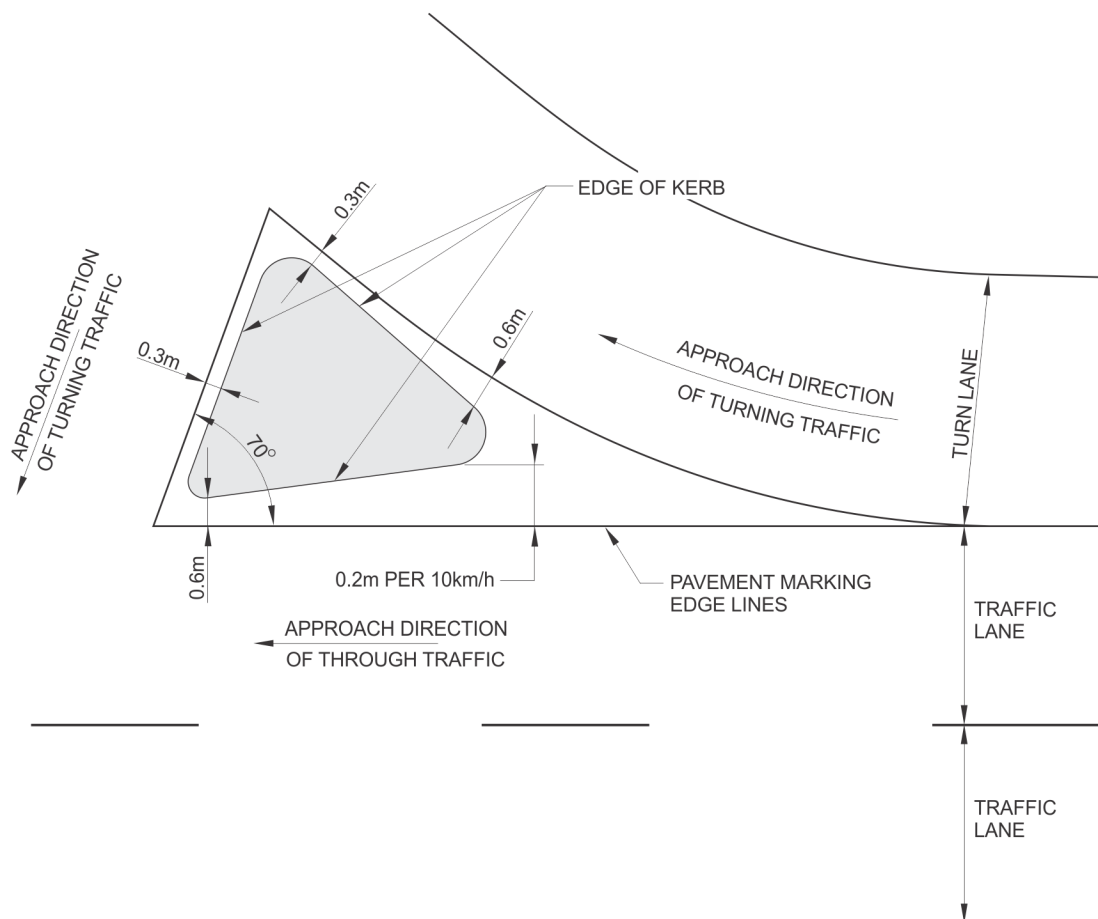 EDGE OF KERB
0.3m
APPROACH DIRECTION
OF TURNING TRAFFIC
0.3m
0.6m
APPROACH DIRECTION
OF TURNING TRAFFIC
TURN LANE
70°
0.6m
0.2m PER 10km/h
PAVEMENT MARKING
EDGE LINES
TRAFFIC
LANE
APPROACH DIRECTION
OF THROUGH TRAFFIC
TRAFFIC
LANE